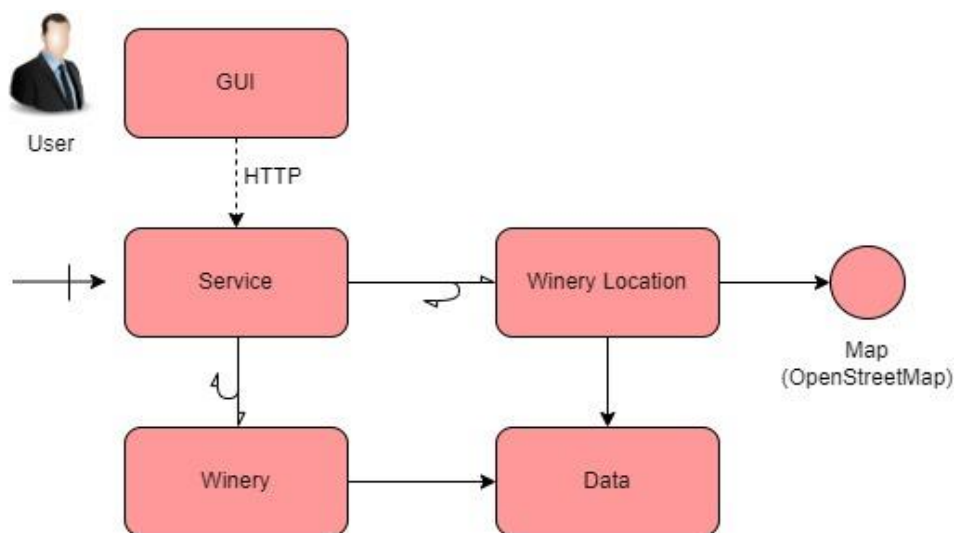 GUI
User
HTTP
Service
Winery Location
Map
(OpenStreetMap)
Winery
Data